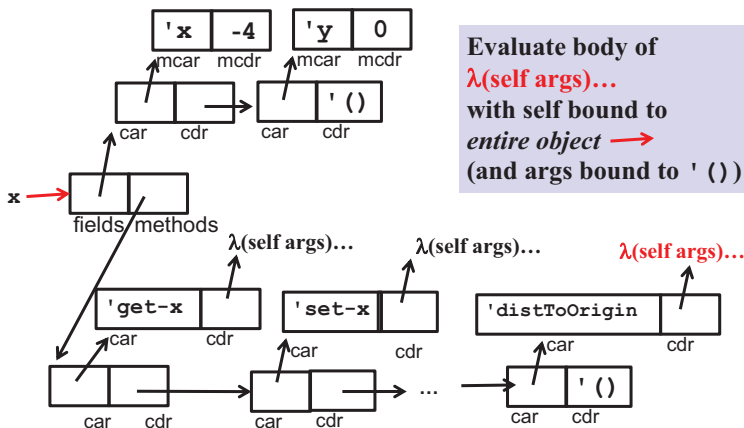 'x -4
'y 0
mcar mcdr
mcar mcdr
'()
car cdr
car cdr
Evaluate body of
λ(self args)…
with self bound to
entire object
(and args bound to '())
x
fields methods
λ(self args)…
λ(self args)…
λ(self args)…
'get-x
'set-x
'distToOrigin
car
cdr
car
cdr
car
cdr
…
'()
car cdr
car cdr
car cdr